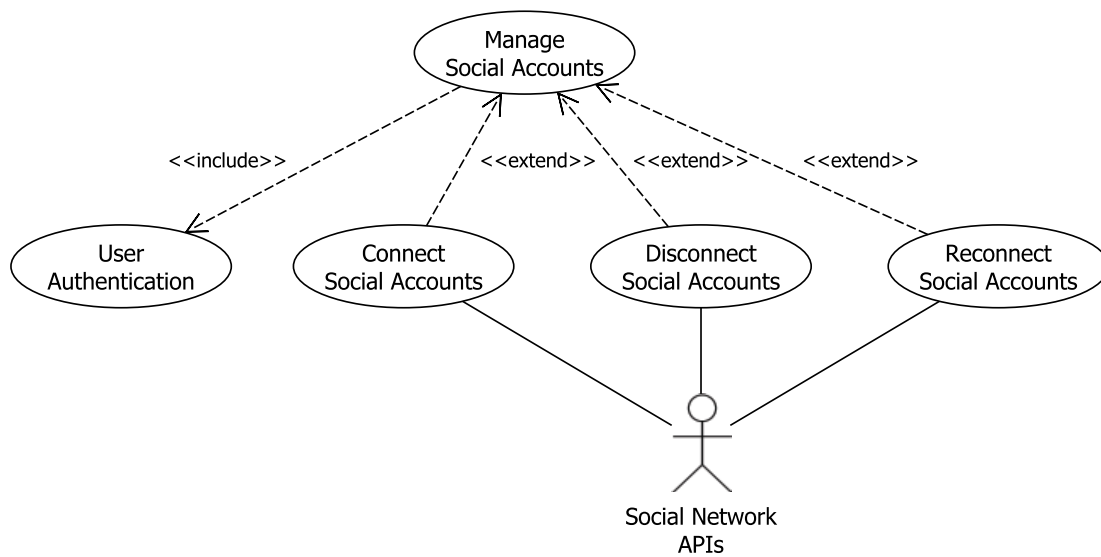 Manage
Social Accounts
<<include>>
<<extend>>
<<extend>>
<<extend>>
User
Authentication
Connect
Social Accounts
Disconnect
Social Accounts
Reconnect
Social Accounts
Social Network
APIs